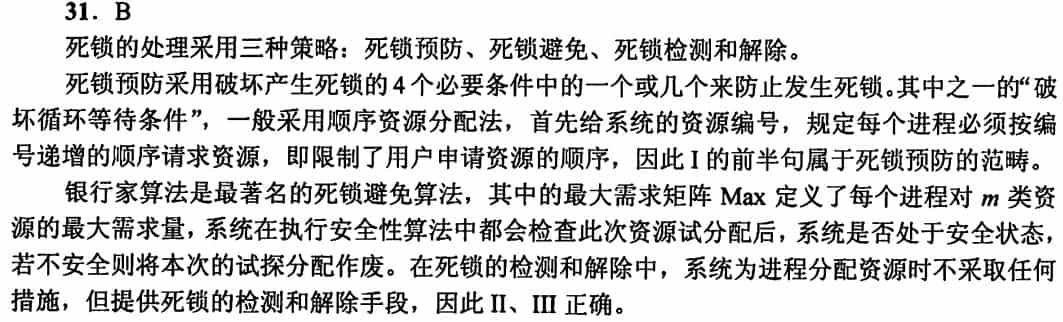 31．B
死锁的处理采用三种策略：死锁预防、死锁避免、死锁检测和解除。
死锁预防采用破坏产生死锁的 4 个必要条件中的一个或几个来防止发生死锁。其中之一的“破
坏循环等待条件”，一般采用顺序资源分配法，首先给系统的资源编号，规定每个进程必须按编
号递增的顺序请求资源，即限制了用户申请资源的顺序，因此 I 的前半句属于死锁预防的范畴。
银行家算法是最著名的死锁避免算法，其中的最大需求矩阵 Max 定义了每个进程对 m 类资
源的最大需求量，系统在执行安全性算法中都会检查此次资源试分配后，系统是否处于安全状态，
若不安全则将本次的试探分配作废。在死锁的检测和解除中，系统为进程分配资源时不采取任何
措施，但提供死锁的检测和解除手段，因此 II、III 正确。